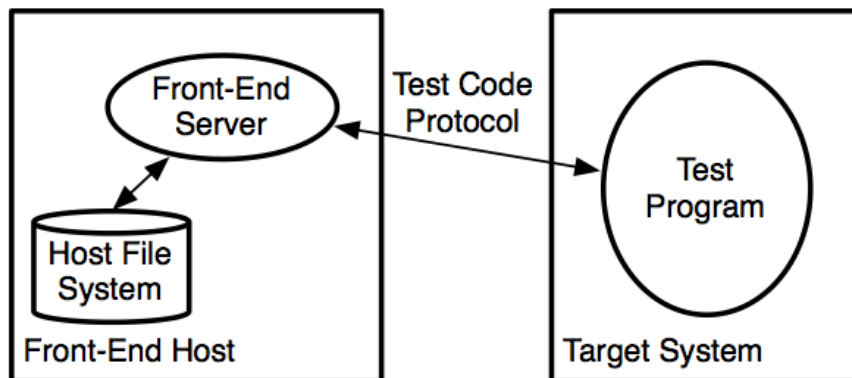 Front-End
Server
Test Code
Protocol
Test
Program
Host File
System
Front-End Host
Target System